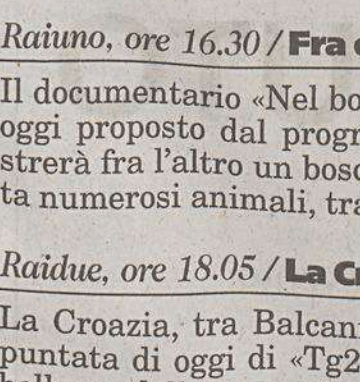 Raiuno, ore 16.30 / Fra
Il documentario «Nel bo
oggi proposto dal progr
strerà fra l'altro un bosc
ta numerosi animali, tra
Raidue, ore 18.05 / La C
La Croazia, tra Balcan
puntata di oggi di «Tg2